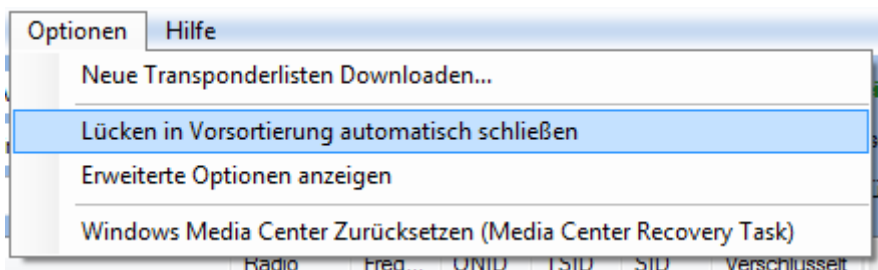 Optionen Hilfe
Neue Transponderlisten Downloaden...
Lücken in Vorsortierung automatisch schließen
Erweiterte Optionen anzeigen
Windows Media Center Zurücksetzen (Media Center Recovery Task)
Radio Freq... ONID TSID SID Verschlüsselt